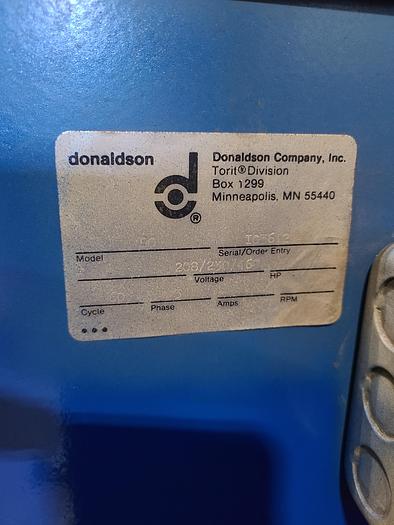 donaldson
Donaldson Company, Inc.
Torit® Division
Box 1299
Minneapolis, MN 55440
®
Model
Serial/Order Entry
Voltage
HP
Cycle
Phase
Amps
RPM